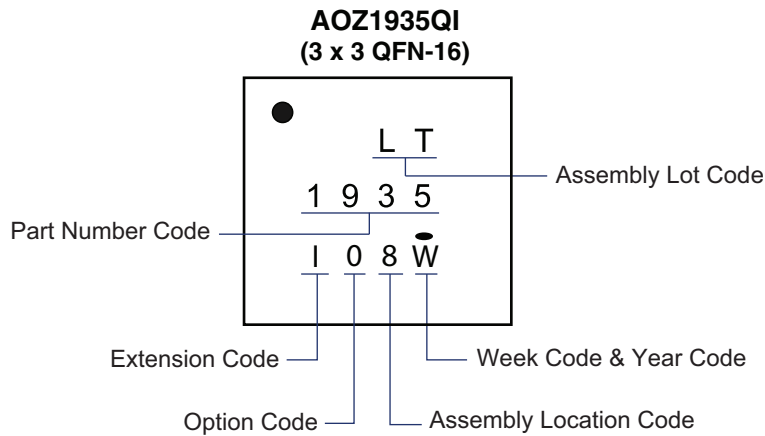 AOZ1935QI
(3 x 3 QFN-16)
L T
Assembly Lot Code
1 9 3 5
Part Number Code
I 0 8 W
Extension Code
Week Code & Year Code
Option Code
Assembly Location Code